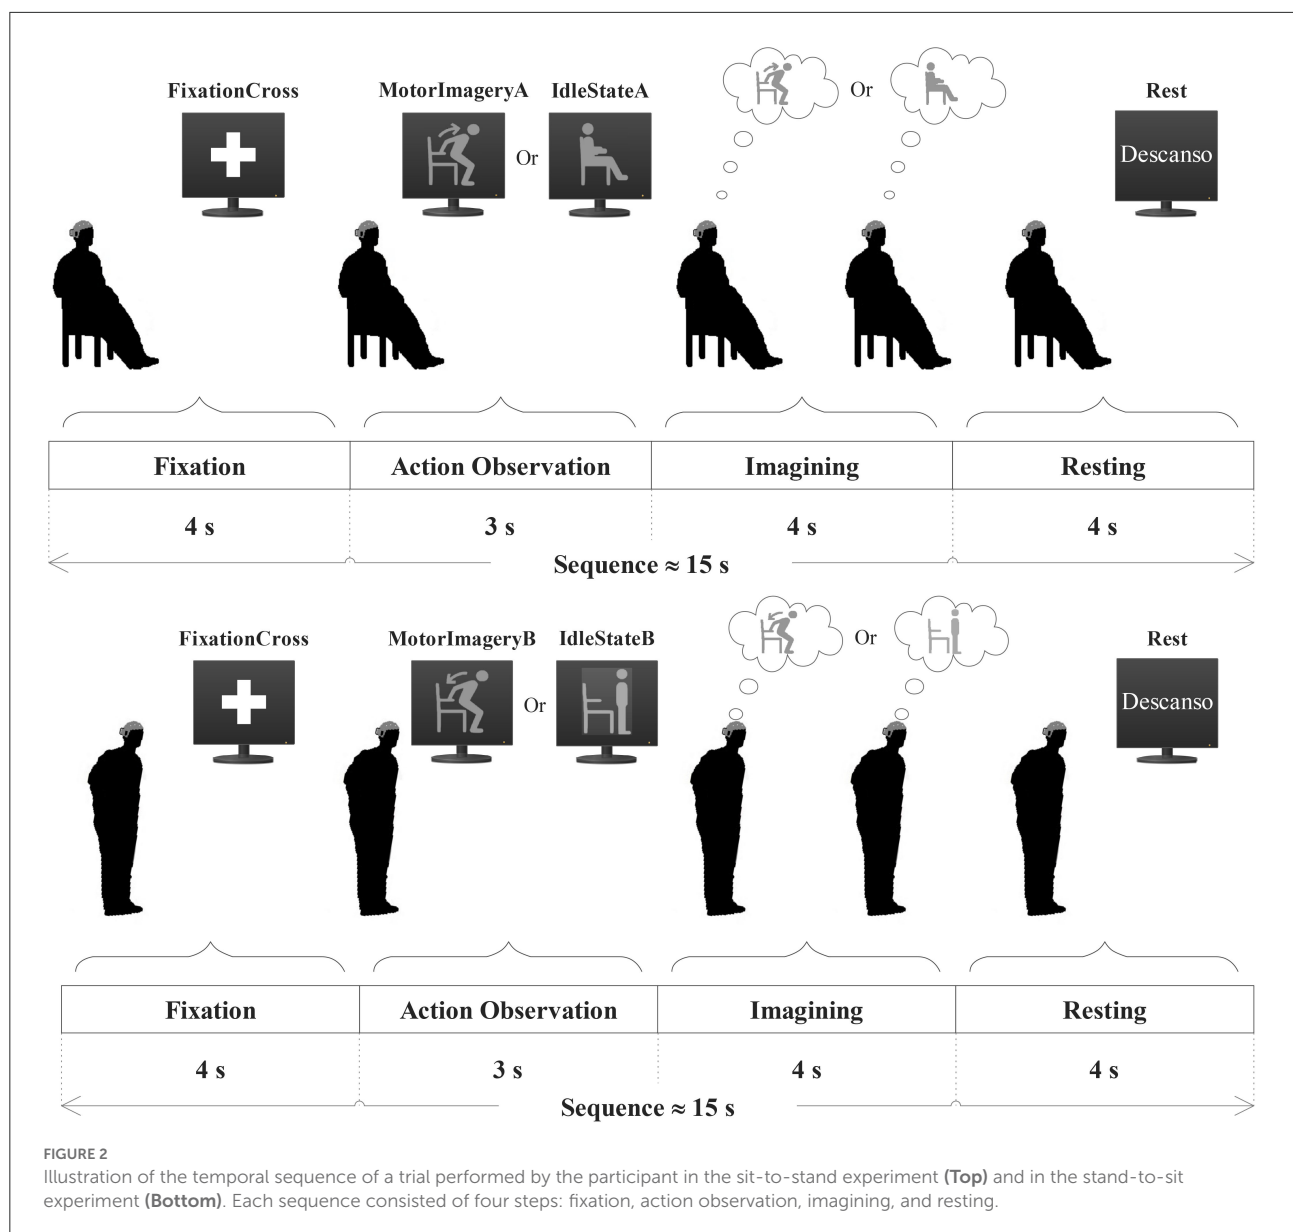 FixationCross
MotorImageryA
IdleStateA
Or
Rest
Or
Descanso
Fixation
Action Observation
Imagining
Resting
4 s
3 s
4 s
4 s
Sequence ≈ 15 s
FixationCross
MotorImageryB
IdleStateB
Or
Rest
Or
Descanso
Fixation
Action Observation
Imagining
Resting
4 s
3 s
4 s
4 s
Sequence ≈ 15 s
FIGURE 2
Illustration of the temporal sequence of a trial performed by the participant in the sit-to-stand experiment (Top) and in the stand-to-sit
experiment (Bottom). Each sequence consisted of four steps: fixation, action observation, imagining, and resting.